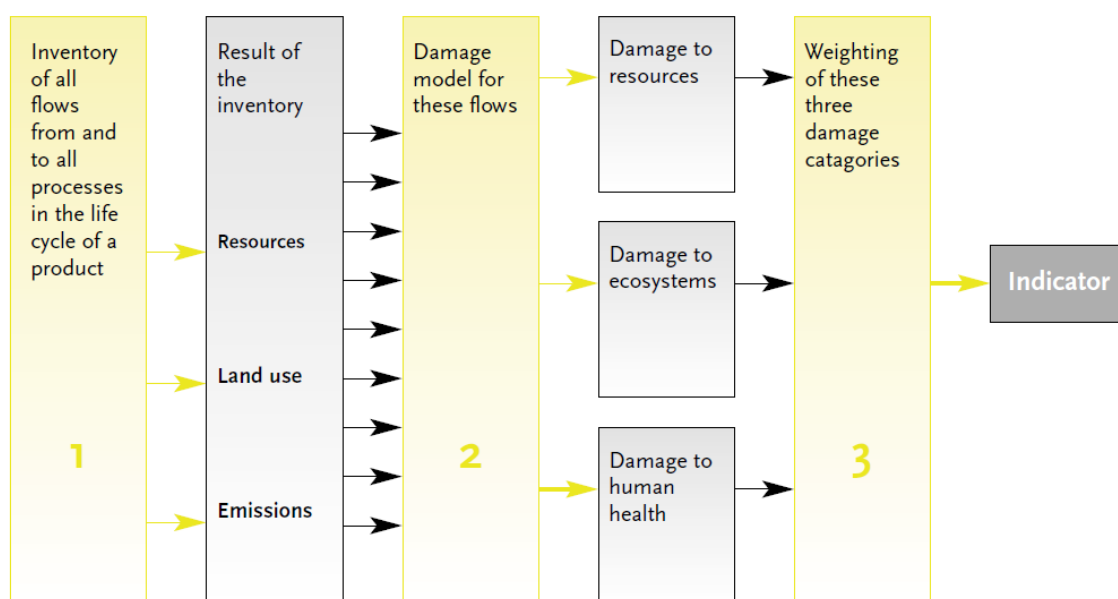 Inventory
of all
flows
from and
to all
processes
in the life
cycle of a
product
1
Result of
the
inventory
Resources
Land use
Emissions
Damage
model for
these flows
2
Damage to
resources
Damage to
ecosystems
Damage to
human
health
Weighting
of these
three
damage
catagories
3
Indicator